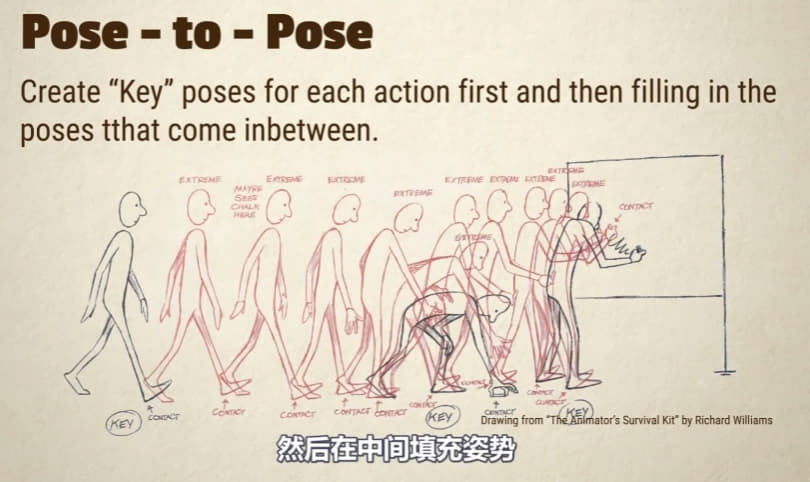 Pose - to - Pose
Create “Key” poses for each action first and then filling in the
poses tthat come inbetween.
EXTREME
MAYBE
SEES
CHALK
HERE
EXTREME
EXTREME
EXTREME
EXTREME
EXTREME
EXTREME
EXTREME
EXTREME
EXTREME
CONTACT
KEY
CONTACT
CONTACT
CONTACT
CONTACT
CONTACT
CONTACT
KEY
CONTACT
CONTACT
CONTACT
CONTACT
KEY
Drawing from “The Animator's Survival Kit” by Richard Williams
然后在中间填充姿势